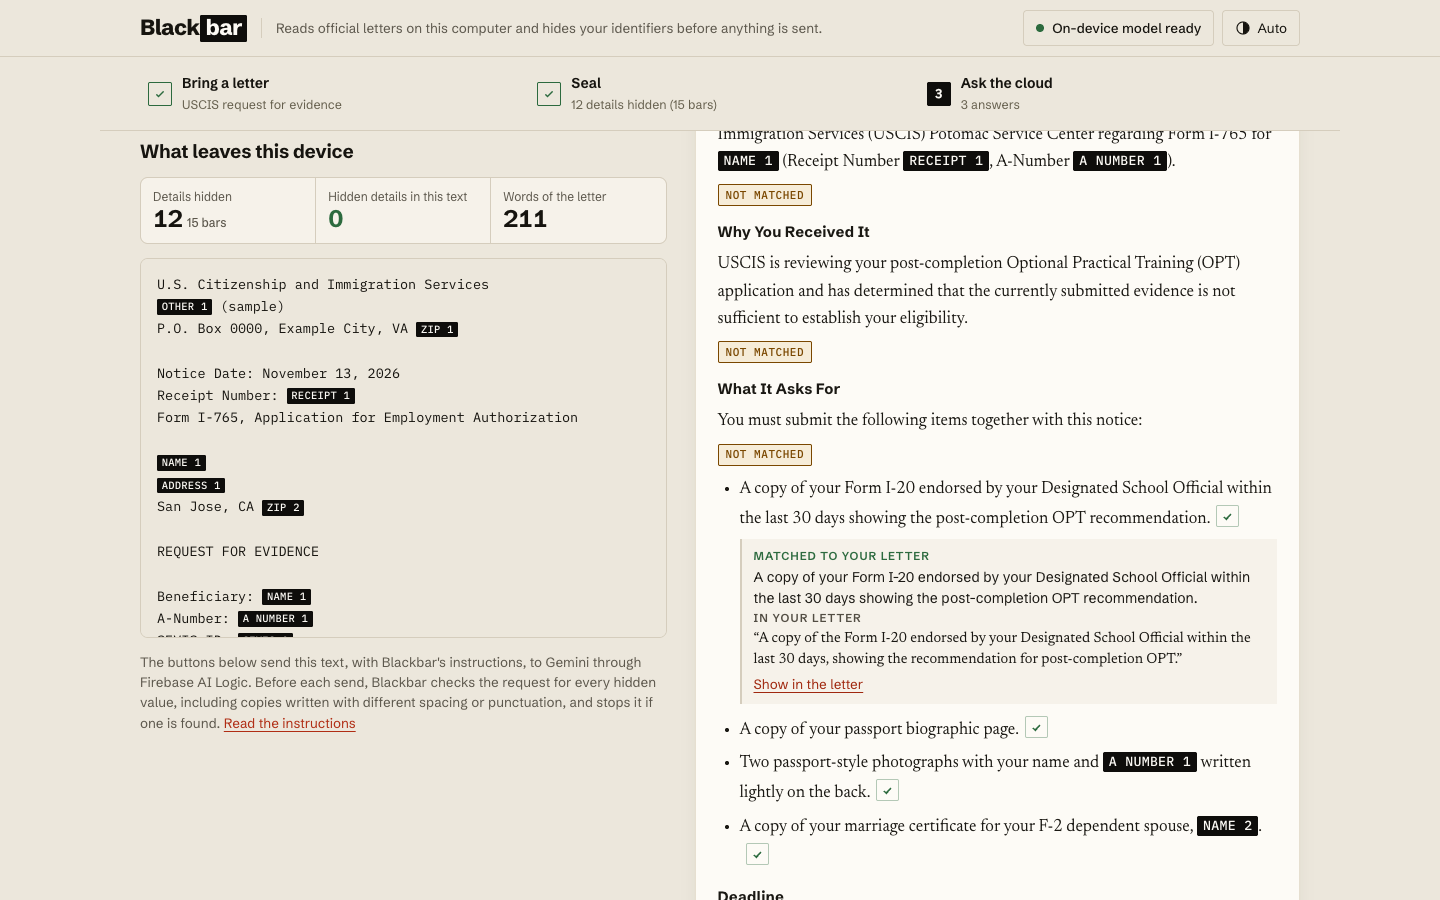 Blackbar
Reads official letters on this computer and hides your identifiers before anything is sent.
On-device model ready
Auto
Bring a letter
USCIS request for evidence
Seal
12 details hidden (15 bars)
3
Ask the cloud
3 answers
What leaves this device
Details hidden
12 15 bars
Hidden details in this text
0
Words of the letter
211
U.S. Citizenship and Immigration Services
OTHER 1 (sample)
P.O. Box 0000, Example City, VA ZIP 1
Notice Date: November 13, 2026
Receipt Number: RECEIPT 1
Form I-765, Application for Employment Authorization
NAME 1
ADDRESS 1
San Jose, CA ZIP 2
REQUEST FOR EVIDENCE
Beneficiary: NAME 1
A-Number: A NUMBER 1
The buttons below send this text, with Blackbar's instructions, to Gemini through
Firebase AI Logic. Before each send, Blackbar checks the request for every hidden
value, including copies written with different spacing or punctuation, and stops it if
one is found. Read the instructions
Immigration Services (USCIS) Potomac Service Center regarding Form I-765 for
NAME 1 (Receipt Number RECEIPT 1, A-Number A NUMBER 1).
NOT MATCHED
Why You Received It
USCIS is reviewing your post-completion Optional Practical Training (OPT)
application and has determined that the currently submitted evidence is not
sufficient to establish your eligibility.
NOT MATCHED
What It Asks For
You must submit the following items together with this notice:
NOT MATCHED
• A copy of your Form I-20 endorsed by your Designated School Official within
the last 30 days showing the post-completion OPT recommendation.
MATCHED TO YOUR LETTER
A copy of your Form I-20 endorsed by your Designated School Official within
the last 30 days showing the post-completion OPT recommendation.
IN YOUR LETTER
“A copy of the Form I-20 endorsed by your Designated School Official within the
last 30 days, showing the recommendation for post-completion OPT.”
Show in the letter
• A copy of your passport biographic page.
• Two passport-style photographs with your name and A NUMBER 1 written
lightly on the back.
• A copy of your marriage certificate for your F-2 dependent spouse, NAME 2.
Deadline